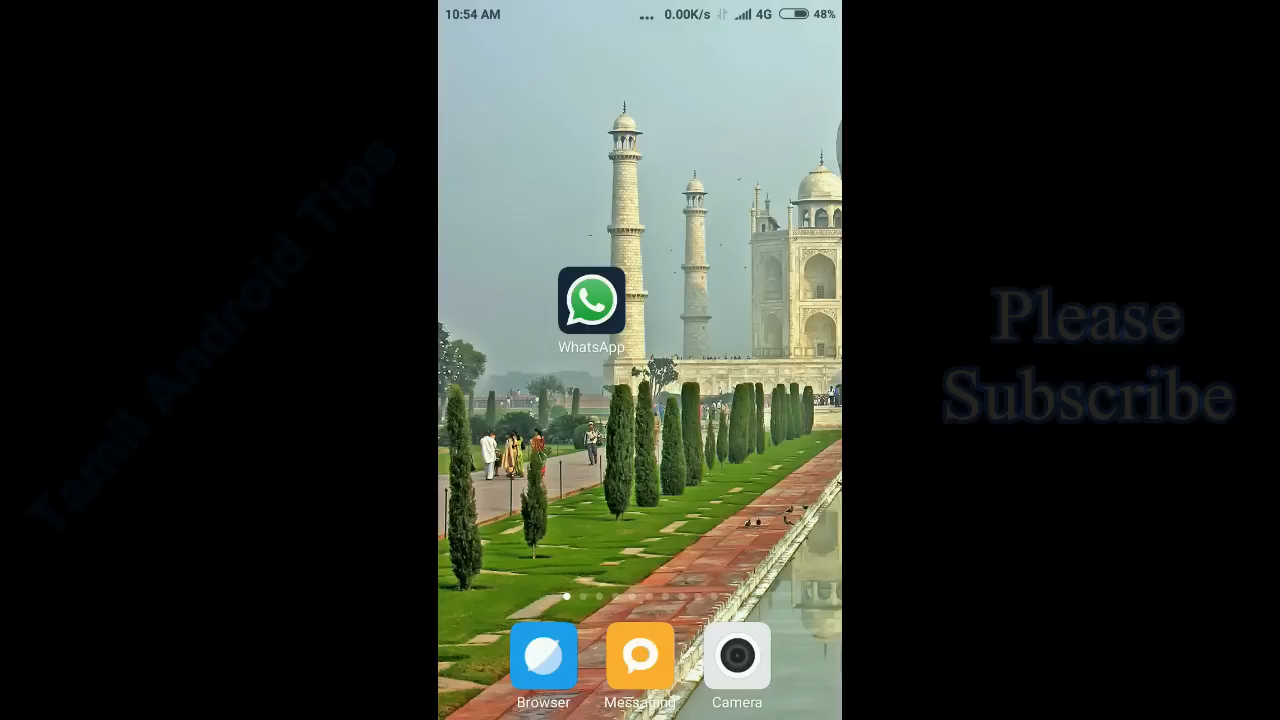 10:54 AM ... 0.00K/s 4G 48%
Tamil Android Tips
WhatsApp
Please
Subscribe
Browser Messaging Camera